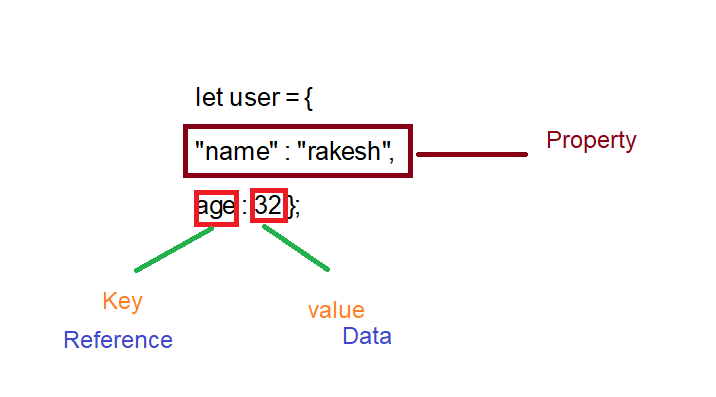 let user = {
"name" : "rakesh",
Property
age : 32 };
Key
value
Reference
Data